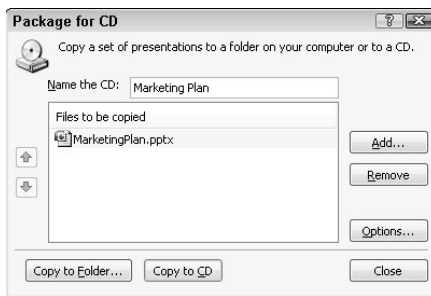 Package for CD
Copy a set of presentations to a folder on your computer or to a CD.
Name the CD: Marketing Plan
Files to be copied
MarketingPlan.pptx
Add...
Remove
Options...
Copy to Folder... Copy to CD Close